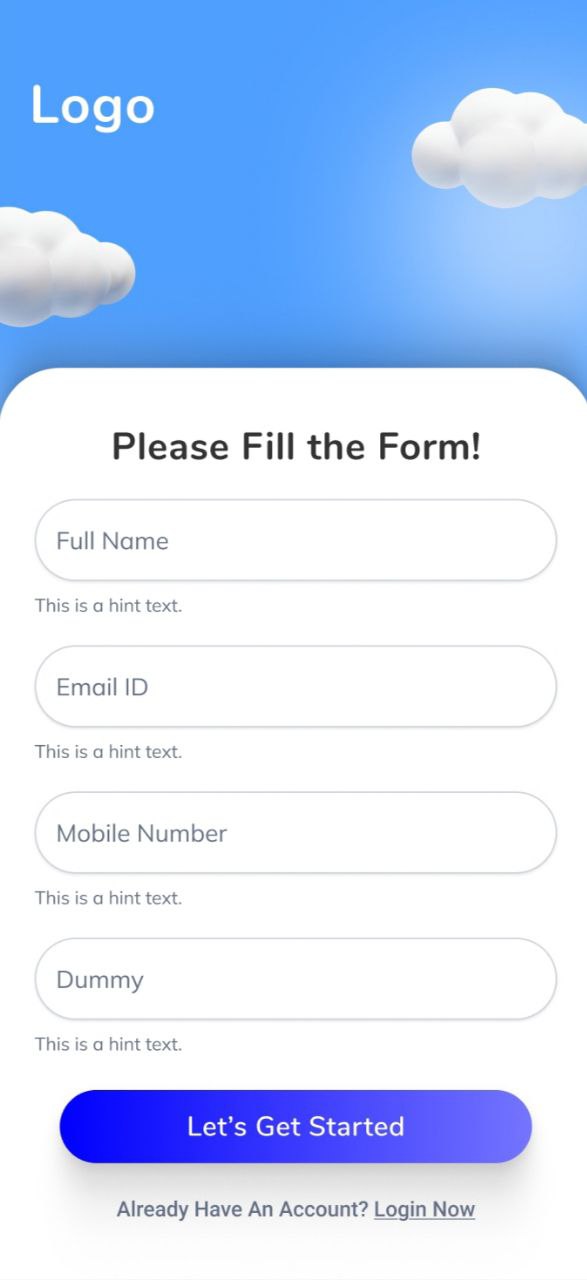 Logo
Please Fill the Form!
Full Name
This is a hint text.
Email ID
This is a hint text.
Mobile Number
This is a hint text.
Dummy
This is a hint text.
Let’s Get Started
Already Have An Account? Login Now